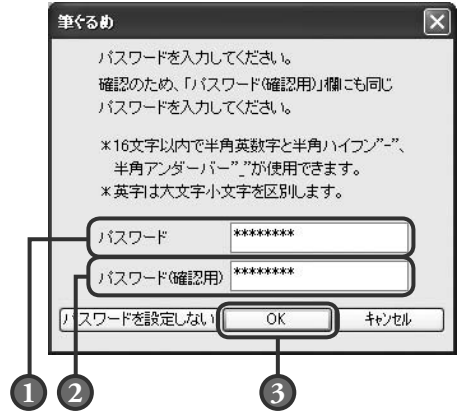 筆ぐるめ
パスワードを入力してください。
確認のため、「パスワード(確認用)」欄にも同じ
パスワードを入力してください。
＊16文字以内で半角英数字と半角ハイフン"-"、
半角アンダーバー"_"が使用できます。
＊英字は大文字小文字を区別します。
パスワード ********
パスワード(確認用) ********
パスワードを設定しない OK キャンセル
1 2 3